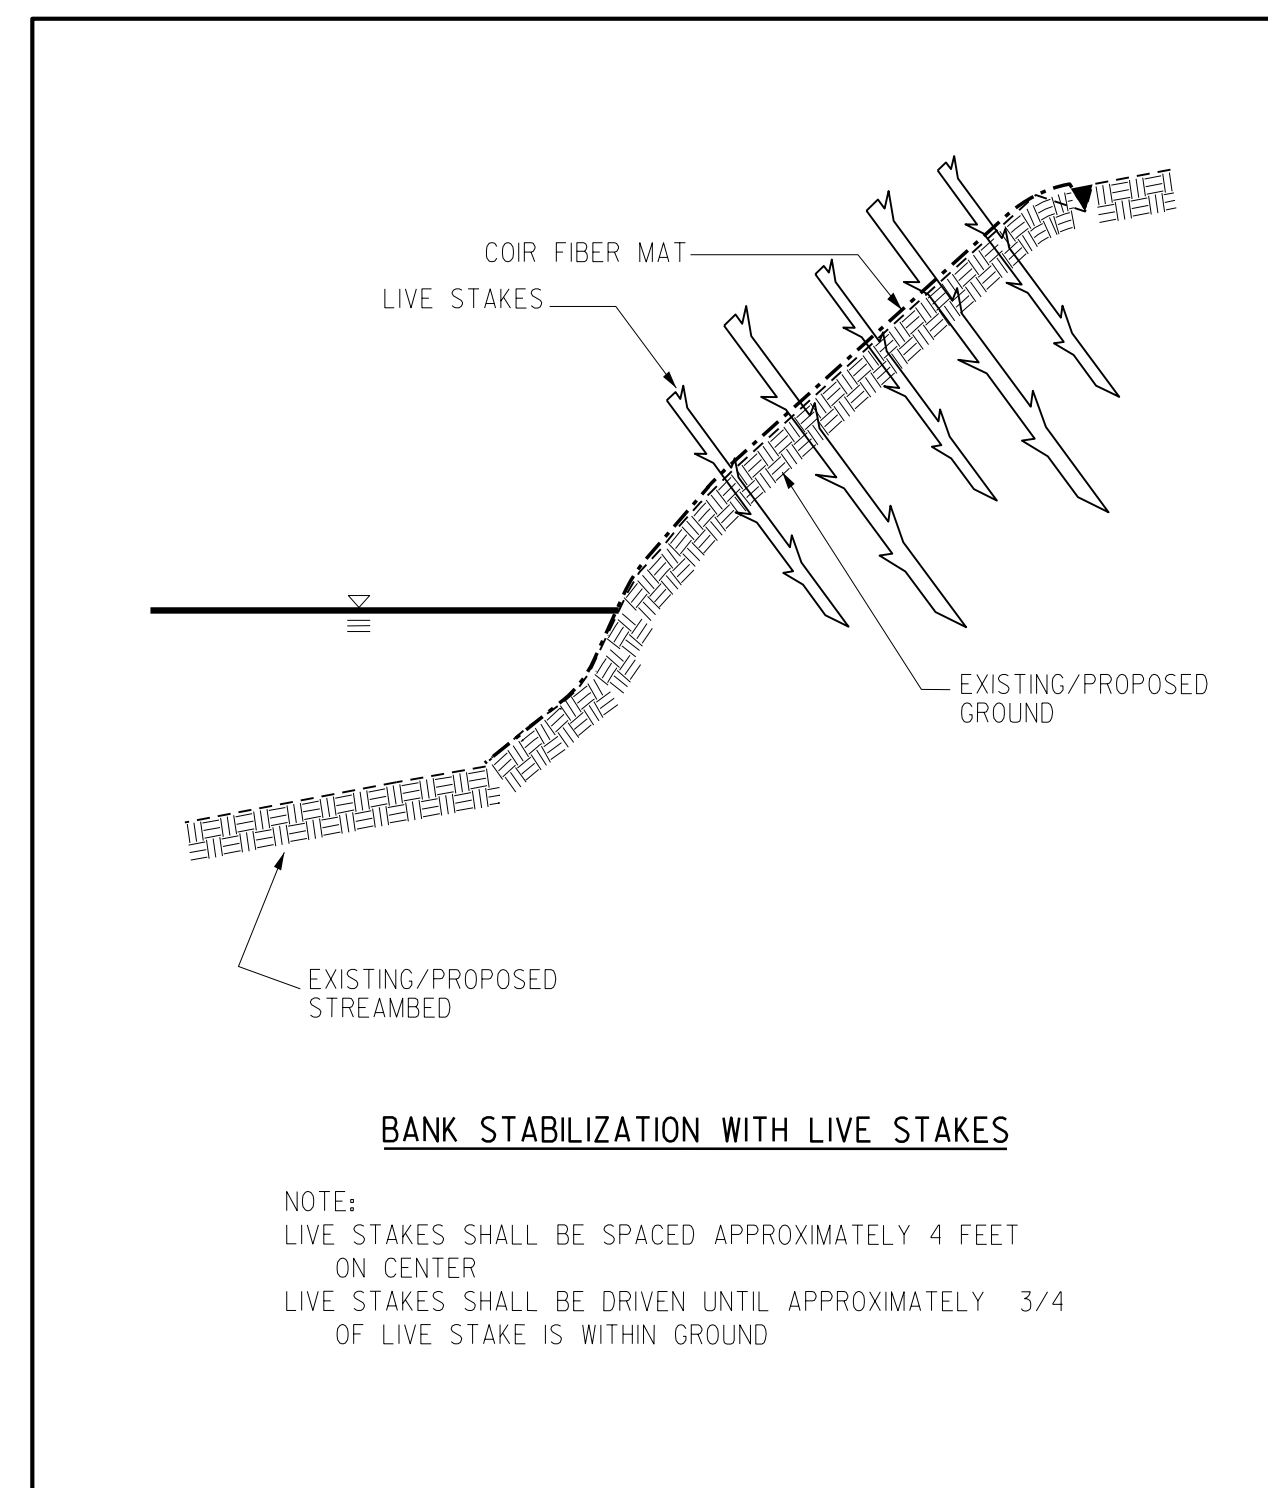 COIR FIBER MAT
LIVE STAKES
EXISTING/PROPOSED
GROUND
EXISTING/PROPOSED
STREAMBED
BANK STABILIZATION WITH LIVE STAKES
NOTE:
LIVE STAKES SHALL BE SPACED APPROXIMATELY 4 FEET
ON CENTER
LIVE STAKES SHALL BE DRIVEN UNTIL APPROXIMATELY 3/4
OF LIVE STAKE IS WITHIN GROUND